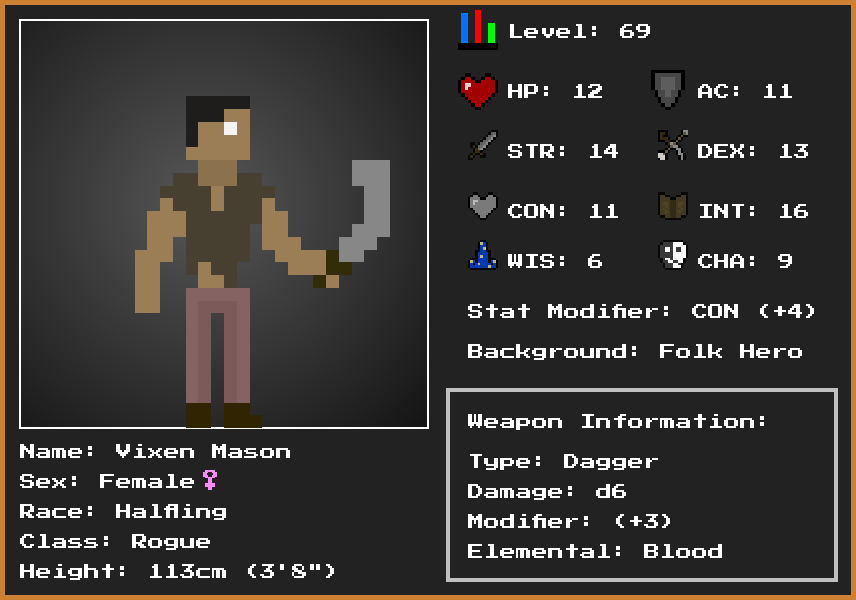 Level: 69
HP: 12
AC: 11
STR: 14
DEX: 13
CON: 11
INT: 16
WIS: 6
CHA: 9
Stat Modifier: CON (+4)
Background: Folk Hero
Weapon Information:
Type: Dagger
Damage: d6
Modifier: (+3)
Elemental: Blood
Name: Vixen Mason
Sex: Female♀
Race: Halfling
Class: Rogue
Height: 113cm (3'8")